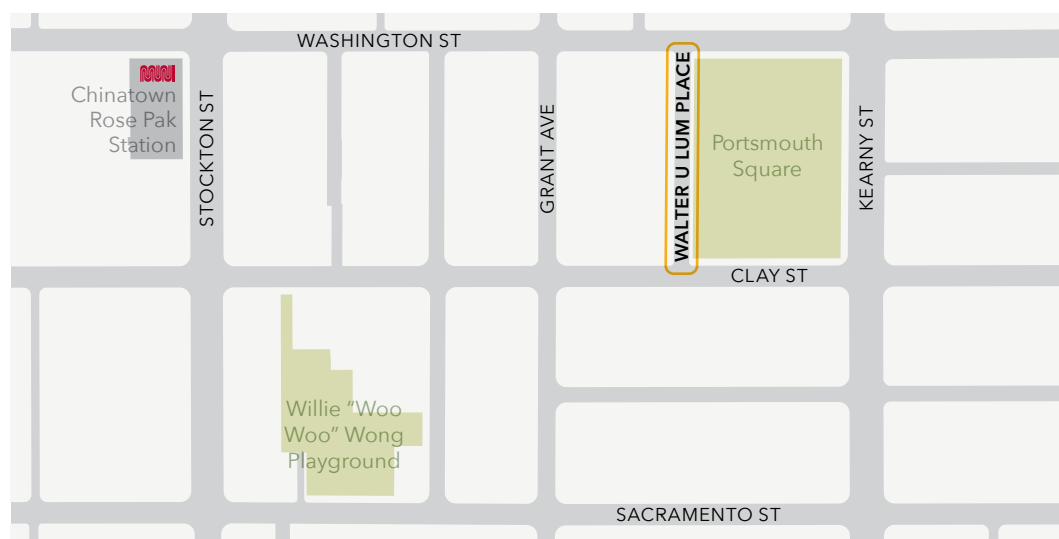 WASHINGTON ST
MUNI
Chinatown
Rose Pak
Station
STOCKTON ST
GRANT AVE
WALTER U LUM PLACE
Portsmouth
Square
KEARNY ST
CLAY ST
Willie "Woo
Woo" Wong
Playground
SACRAMENTO ST